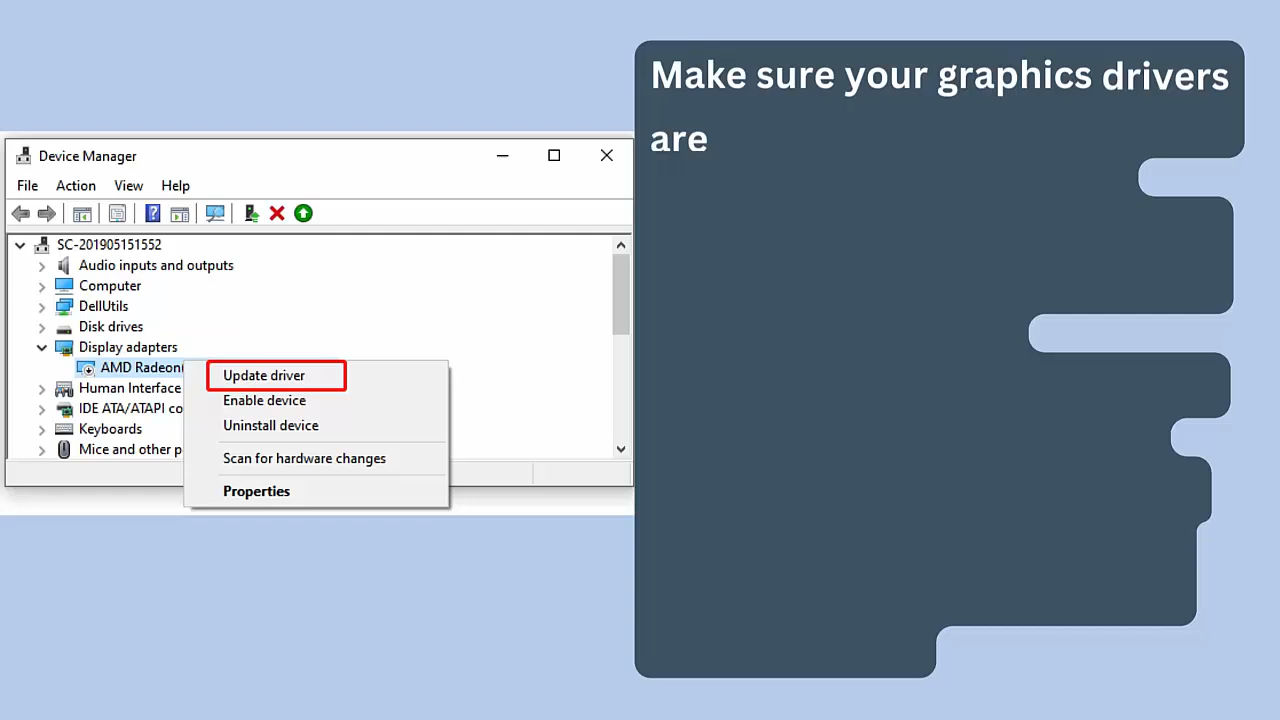 Make sure your graphics drivers
are
Device Manager
File Action View Help
SC-201905151552
Audio inputs and outputs
Computer
DellUtils
Disk drives
Display adapters
AMD Radeon(
Update driver
Human Interface
Enable device
IDE ATA/ATAPI co
Uninstall device
Keyboards
Mice and other p
Scan for hardware changes
Properties